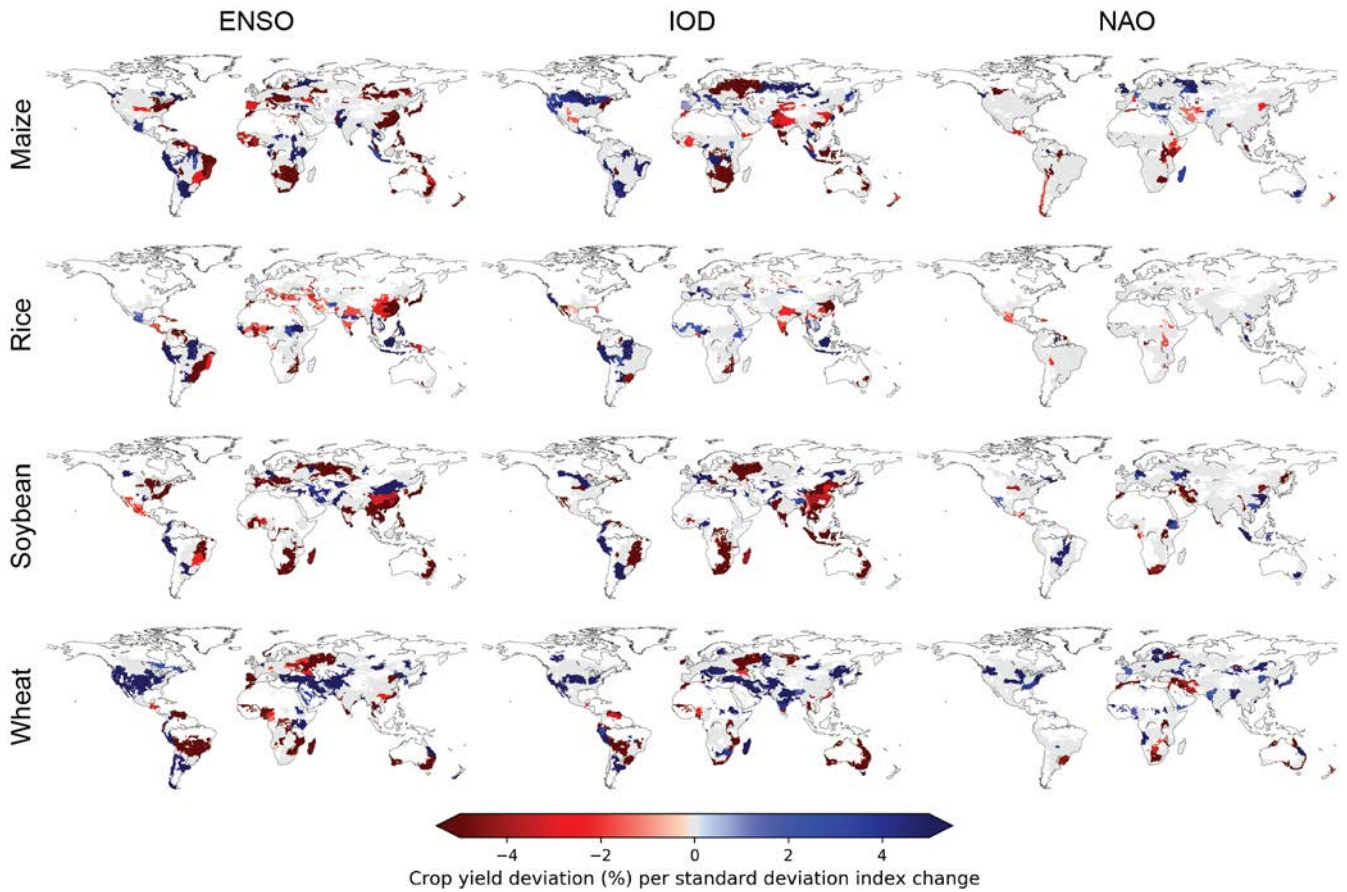 ENSO IOD NAO
Maize
Rice
Soybean
Wheat
−4 −2 0 2 4
Crop yield deviation (%) per standard deviation index change